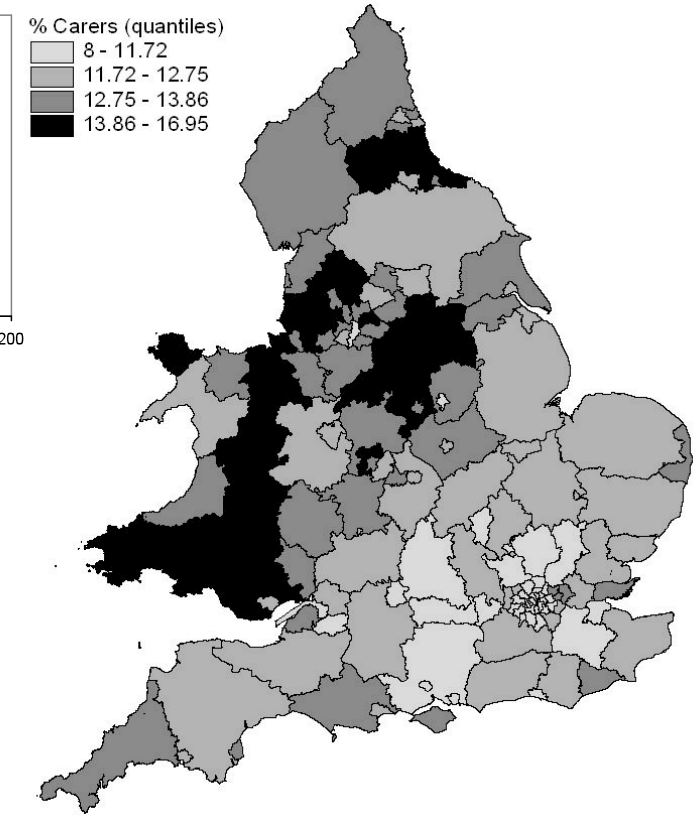 % Carers (quantiles)
8 - 11.72
11.72 - 12.75
12.75 - 13.86
13.86 - 16.95
200